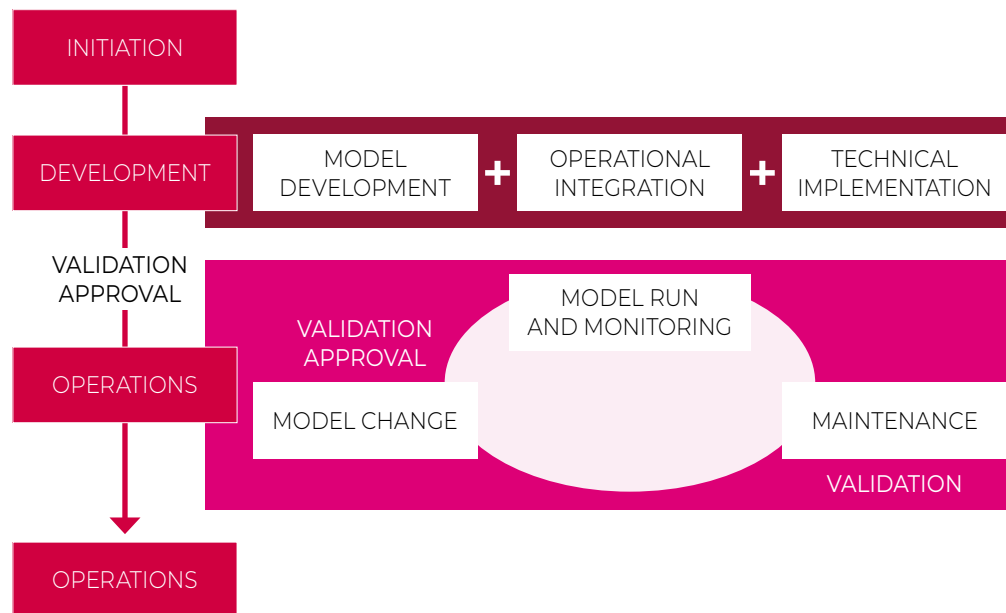 INITIATION
DEVELOPMENT
MODEL
DEVELOPMENT
+
OPERATIONAL
INTEGRATION
+
TECHNICAL
IMPLEMENTATION
VALIDATION
APPROVAL
OPERATIONS
MODEL RUN
AND MONITORING
VALIDATION
APPROVAL
MODEL CHANGE
MAINTENANCE
VALIDATION
OPERATIONS